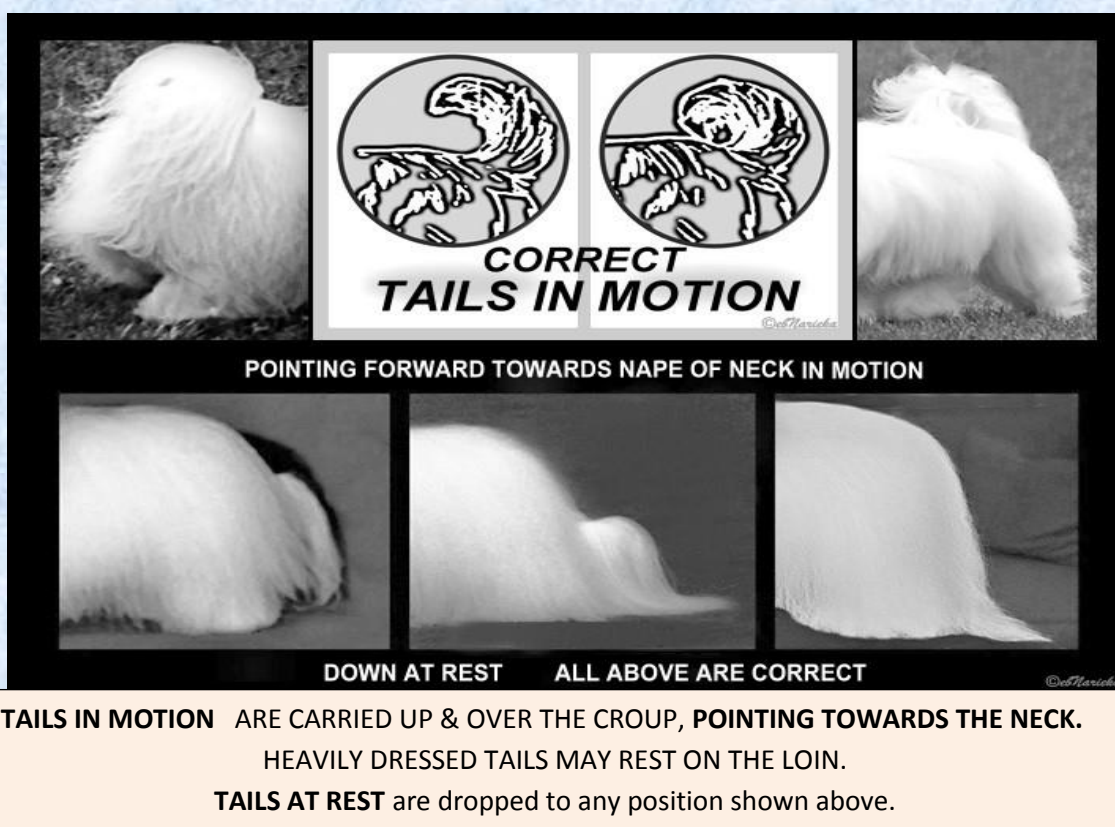 CORRECT
TAILS IN MOTION
POINTING FORWARD TOWARDS NAPE OF NECK IN MOTION
DOWN AT REST ALL ABOVE ARE CORRECT
TAILS IN MOTION ARE CARRIED UP & OVER THE CROUP, POINTING TOWARDS THE NECK.
HEAVILY DRESSED TAILS MAY REST ON THE LOIN.
TAILS AT REST are dropped to any position shown above.